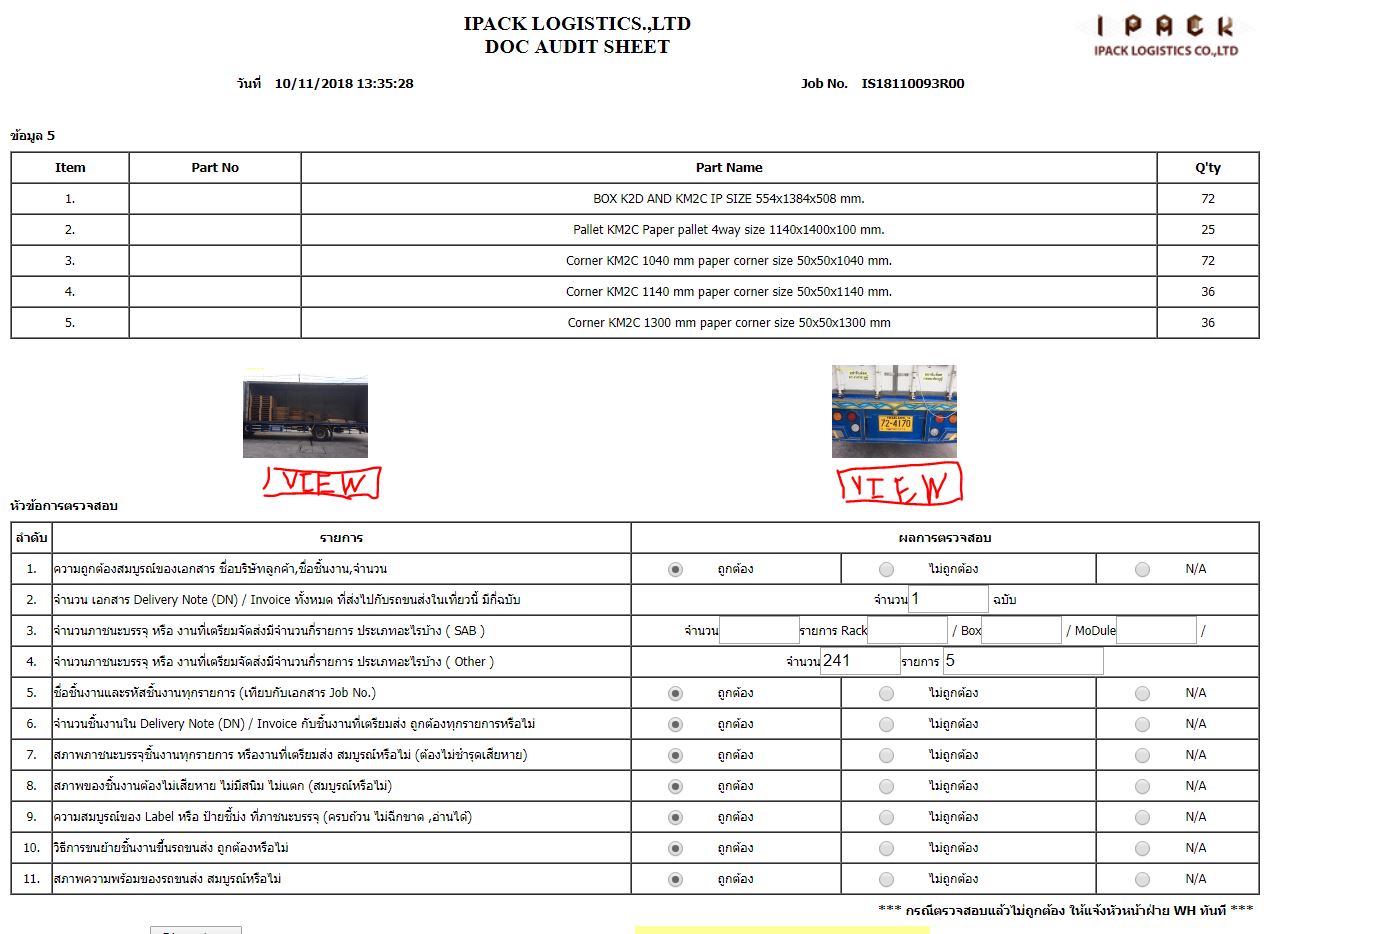 IPACK LOGISTICS.,LTD
DOC AUDIT SHEET
I PACK
IPACK LOGISTICS CO.,LTD
วันที่ 10/11/2018 13:35:28 Job No. IS18110093R00
ข้อมูล 5
Item Part No Part Name Q'ty
1. BOX K2D AND KM2C IP SIZE 554x1384x508 mm. 72
2. Pallet KM2C Paper pallet 4way size 1140x1400x100 mm. 25
3. Corner KM2C 1040 mm paper corner size 50x50x1040 mm. 72
4. Corner KM2C 1140 mm paper corner size 50x50x1140 mm. 36
5. Corner KM2C 1300 mm paper corner size 50x50x1300 mm 36
72-4170
VIEW VIEW
หัวข้อการตรวจสอบ
ลำดับ รายการ ผลการตรวจสอบ
1. ความถูกต้องสมบูรณ์ของเอกสาร ชื่อบริษัทลูกค้า,ชื่อชิ้นงาน,จำนวน ถูกต้อง ไม่ถูกต้อง N/A
2. จำนวน เอกสาร Delivery Note (DN) / Invoice ทั้งหมด ที่ส่งไปกับรถขนส่งในเที่ยวนี้ มีกี่ฉบับ จำนวน 1 ฉบับ
3. จำนวนภาชนะบรรจุ หรือ งานที่เตรียมจัดส่งมีจำนวนกี่รายการ ประเภทอะไรบ้าง ( SAB ) จำนวน รายการ Rack / Box / MoDule /
4. จำนวนภาชนะบรรจุ หรือ งานที่เตรียมจัดส่งมีจำนวนกี่รายการ ประเภทอะไรบ้าง ( Other ) จำนวน 241 รายการ 5
5. ชื่อชิ้นงานและรหัสชิ้นงานทุกรายการ (เทียบกับเอกสาร Job No.) ถูกต้อง ไม่ถูกต้อง N/A
6. จำนวนชิ้นงานใน Delivery Note (DN) / Invoice กับชิ้นงานที่เตรียมส่ง ถูกต้องทุกรายการหรือไม่ ถูกต้อง ไม่ถูกต้อง N/A
7. สภาพภาชนะบรรจุชิ้นงานทุกรายการ หรืองานที่เตรียมส่ง สมบูรณ์หรือไม่ (ต้องไม่ชำรุดเสียหาย) ถูกต้อง ไม่ถูกต้อง N/A
8. สภาพของชิ้นงานต้องไม่เสียหาย ไม่มีสนิม ไม่แตก (สมบูรณ์หรือไม่) ถูกต้อง ไม่ถูกต้อง N/A
9. ความสมบูรณ์ของ Label หรือ ป้ายชี้บ่ง ที่ภาชนะบรรจุ (ครบถ้วน ไม่ฉีกขาด ,อ่านได้) ถูกต้อง ไม่ถูกต้อง N/A
10. วิธีการขนย้ายชิ้นงานขึ้นรถขนส่ง ถูกต้องหรือไม่ ถูกต้อง ไม่ถูกต้อง N/A
11. สภาพความพร้อมของรถขนส่ง สมบูรณ์หรือไม่ ถูกต้อง ไม่ถูกต้อง N/A
*** กรณีตรวจสอบแล้วไม่ถูกต้อง ให้แจ้งหัวหน้าฝ่าย WH ทันที ***